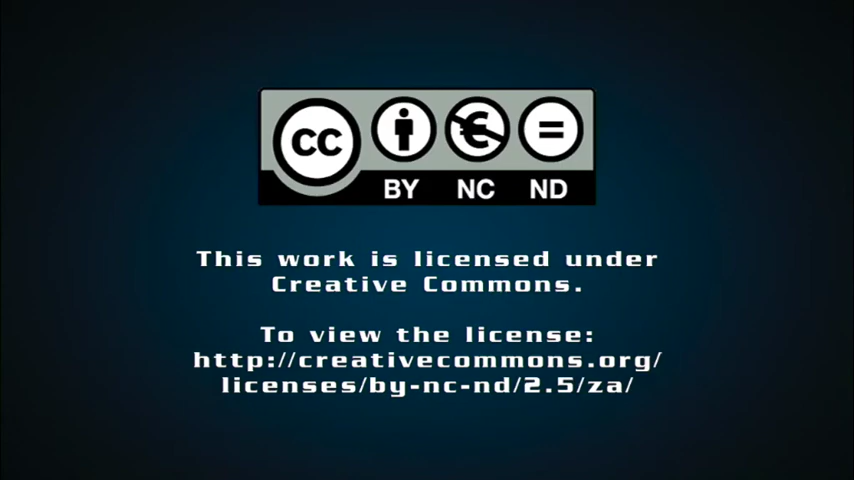 CC
BY NC ND
This work is licensed under
Creative Commons.
To view the license:
http://creativecommons.org/
licenses/by-nc-nd/2.5/za/